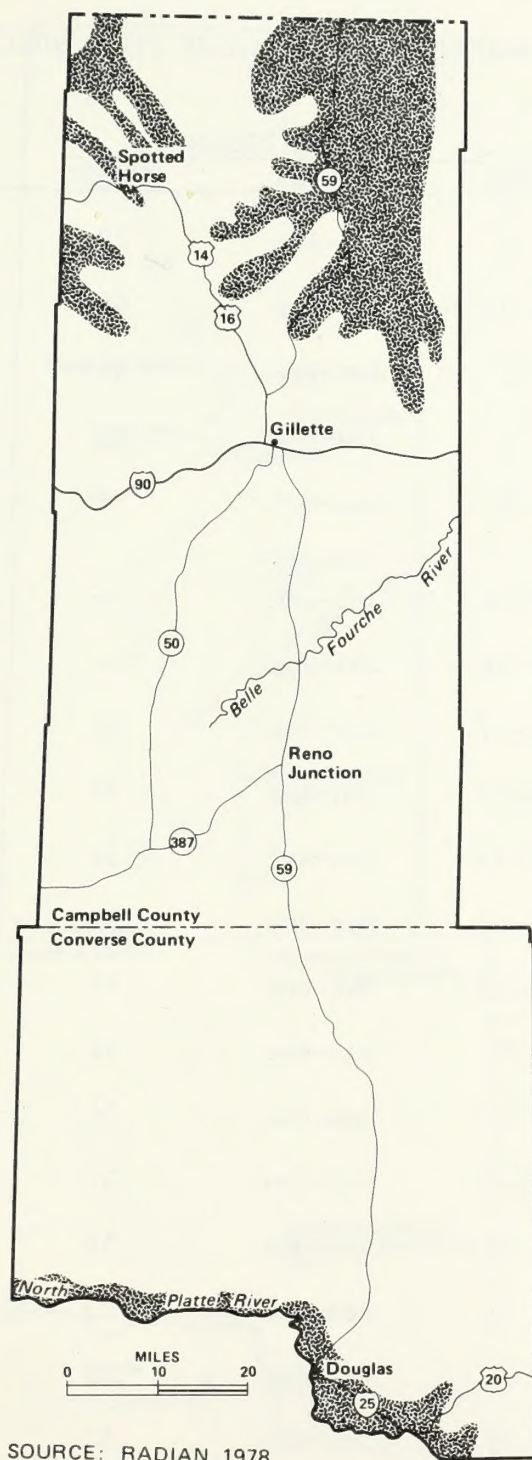 Spotted
Horse
59
14
16
Gillette
90
Belle Fourche River
50
Reno
Junction
387
59
Campbell County
Converse County
North Platte River
MILES
0 10 20
Douglas
20
25
SOURCE: RADIAN 1978